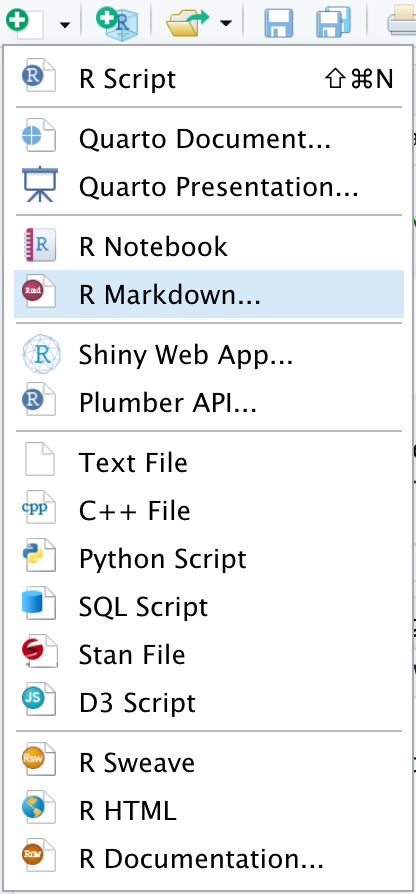 R Script ⇧⌘N
Quarto Document...
Quarto Presentation...
R Notebook
R Markdown...
Shiny Web App...
Plumber API...
Text File
C++ File
Python Script
SQL Script
Stan File
D3 Script
R Sweave
R HTML
R Documentation...